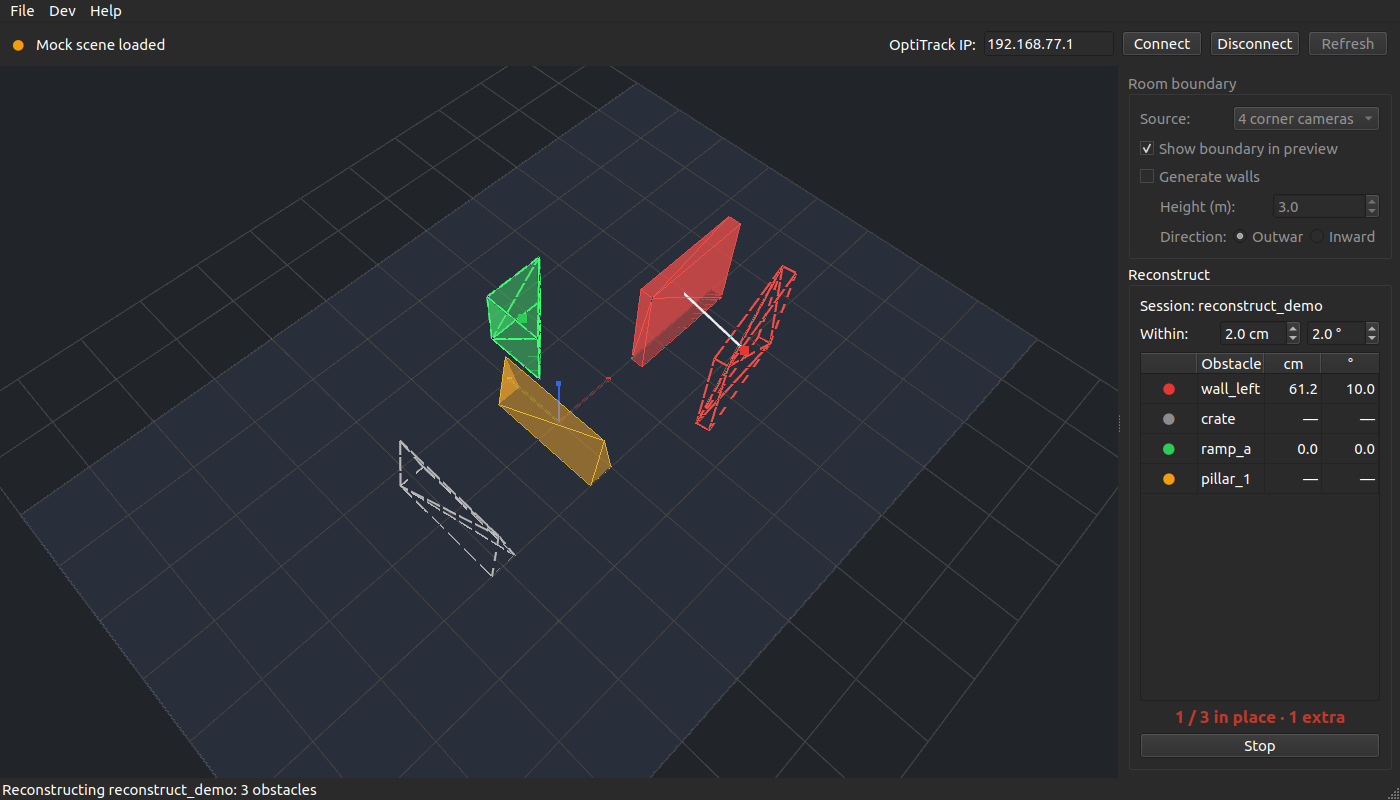 File Dev Help
Mock scene loaded
OptiTrack IP: 192.168.77.1 Connect Disconnect Refresh
Room boundary
Source: 4 corner cameras
Show boundary in preview
Generate walls
Height (m): 3.0
Direction: Outwar Inward
Reconstruct
Session: reconstruct_demo
Within: 2.0 cm 2.0 °
Obstacle cm °
wall_left 61.2 10.0
crate — —
ramp_a 0.0 0.0
pillar_1 — —
1 / 3 in place · 1 extra
Stop
Reconstructing reconstruct_demo: 3 obstacles